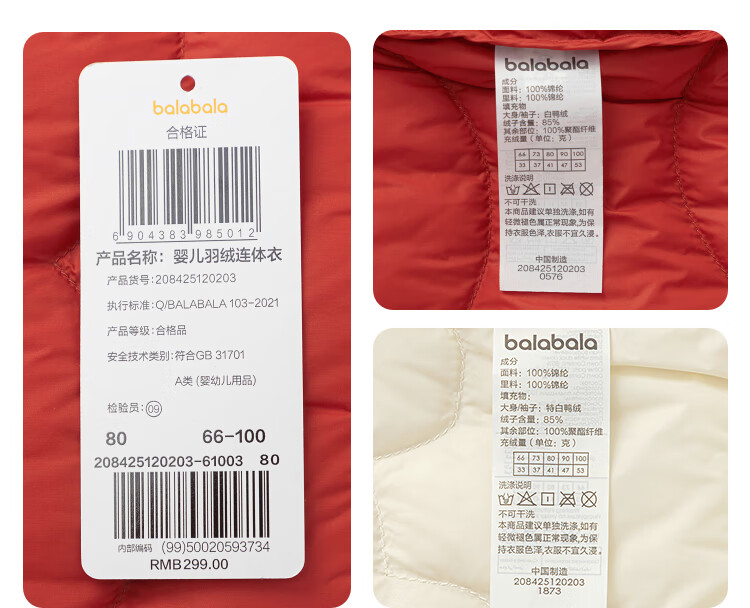 balabala
合格证
6 904383 985012
产品名称：婴儿羽绒连体衣
产品货号：208425120203
执行标准：Q/BALABALA 103-2021
产品等级：合格品
安全技术类别：符合GB 31701
A类 (婴幼儿用品)
检验员：09
80 66-100
208425120203-61003 80
内部编码 (99)50020593734
RMB299.00
balabala
成分
面料：100%锦纶
里料：100%锦纶
填充物：
大身/袖子：白鸭绒
绒子含量：85%
其余部位：100%聚酯纤维
充绒量（单位：克）
66 73 80 90 100
33 37 41 47 53
洗涤说明
不可干洗
本商品建议单独洗涤,如有
轻微褪色属正常现象,为保
持衣服色泽,衣服不宜久浸。
中国制造
208425120203
0576
balabala
成分
面料：100%锦纶
里料：100%锦纶
填充物：
大身/袖子：特白鸭绒
绒子含量：85%
其余部位：100%聚酯纤维
充绒量（单位：克）
66 73 80 90 100
33 37 41 47 53
洗涤说明
不可干洗
本商品建议单独洗涤,如有
轻微褪色属正常现象,为保
持衣服色泽,衣服不宜久浸。
中国制造
208425120203
1873